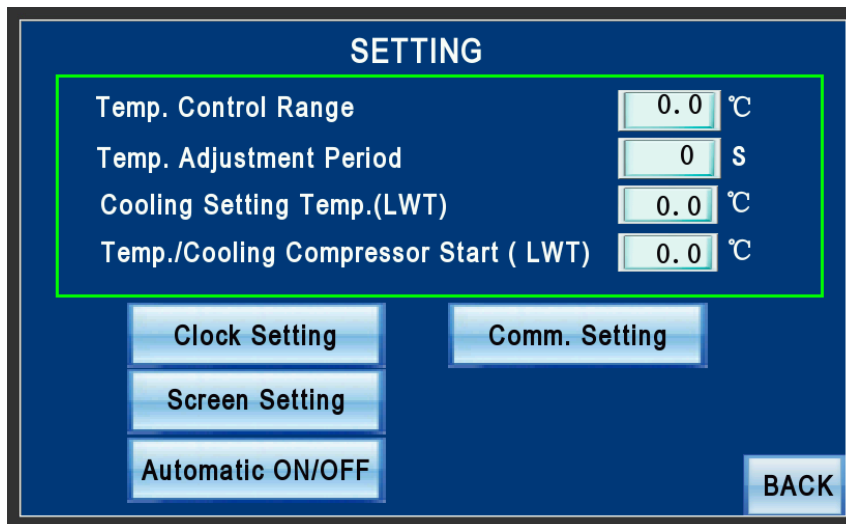 SETTING
Temp. Control Range 0.0 ℃
Temp. Adjustment Period 0 S
Cooling Setting Temp.(LWT) 0.0 ℃
Temp./Cooling Compressor Start ( LWT) 0.0 ℃
Clock Setting Comm. Setting
Screen Setting
Automatic ON/OFF
BACK